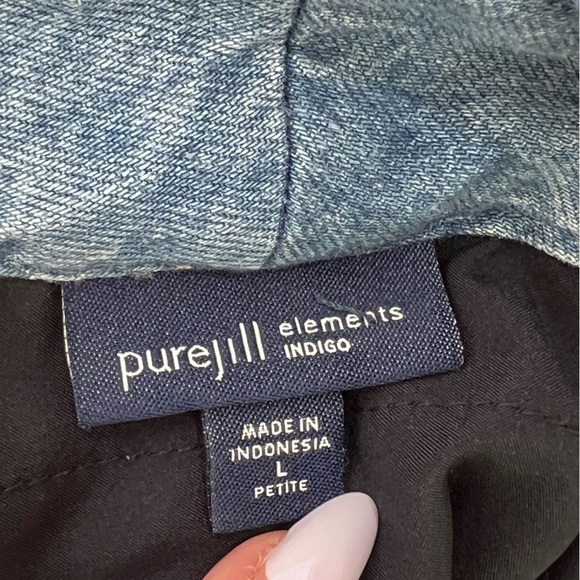 purejill elements
INDIGO
MADE IN
INDONESIA
L
PETITE